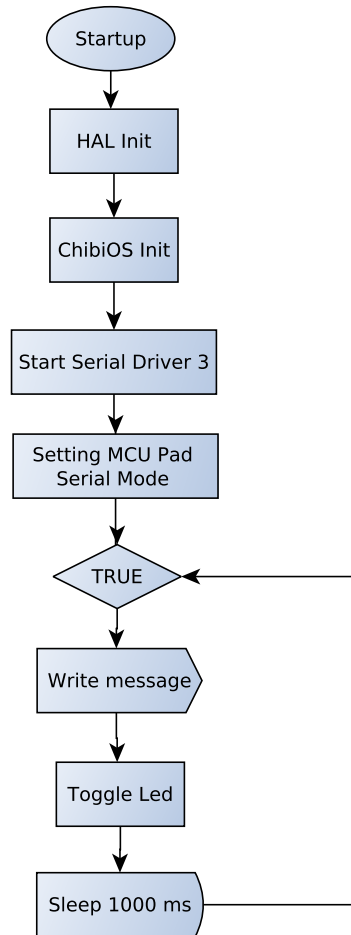 Startup
HAL Init
ChibiOS Init
Start Serial Driver 3
Setting MCU Pad
Serial Mode
TRUE
Write message
Toggle Led
Sleep 1000 ms